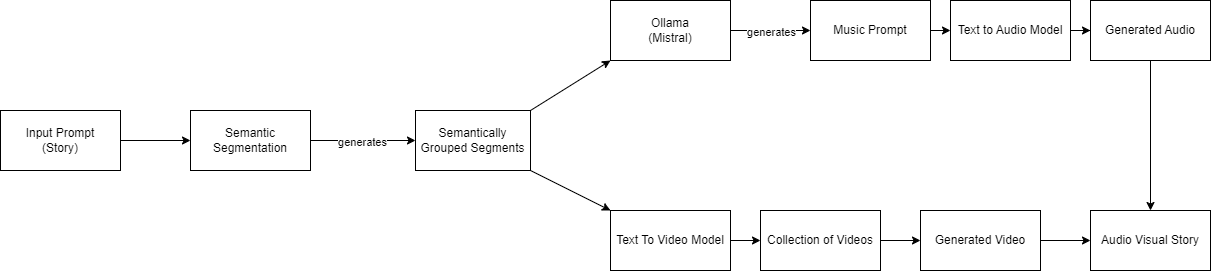 Ollama
(Mistral)
generates
Music Prompt
Text to Audio Model
Generated Audio
Input Prompt
(Story)
Semantic
Segmentation
generates
Semantically
Grouped Segments
Text To Video Model
Collection of Videos
Generated Video
Audio Visual Story